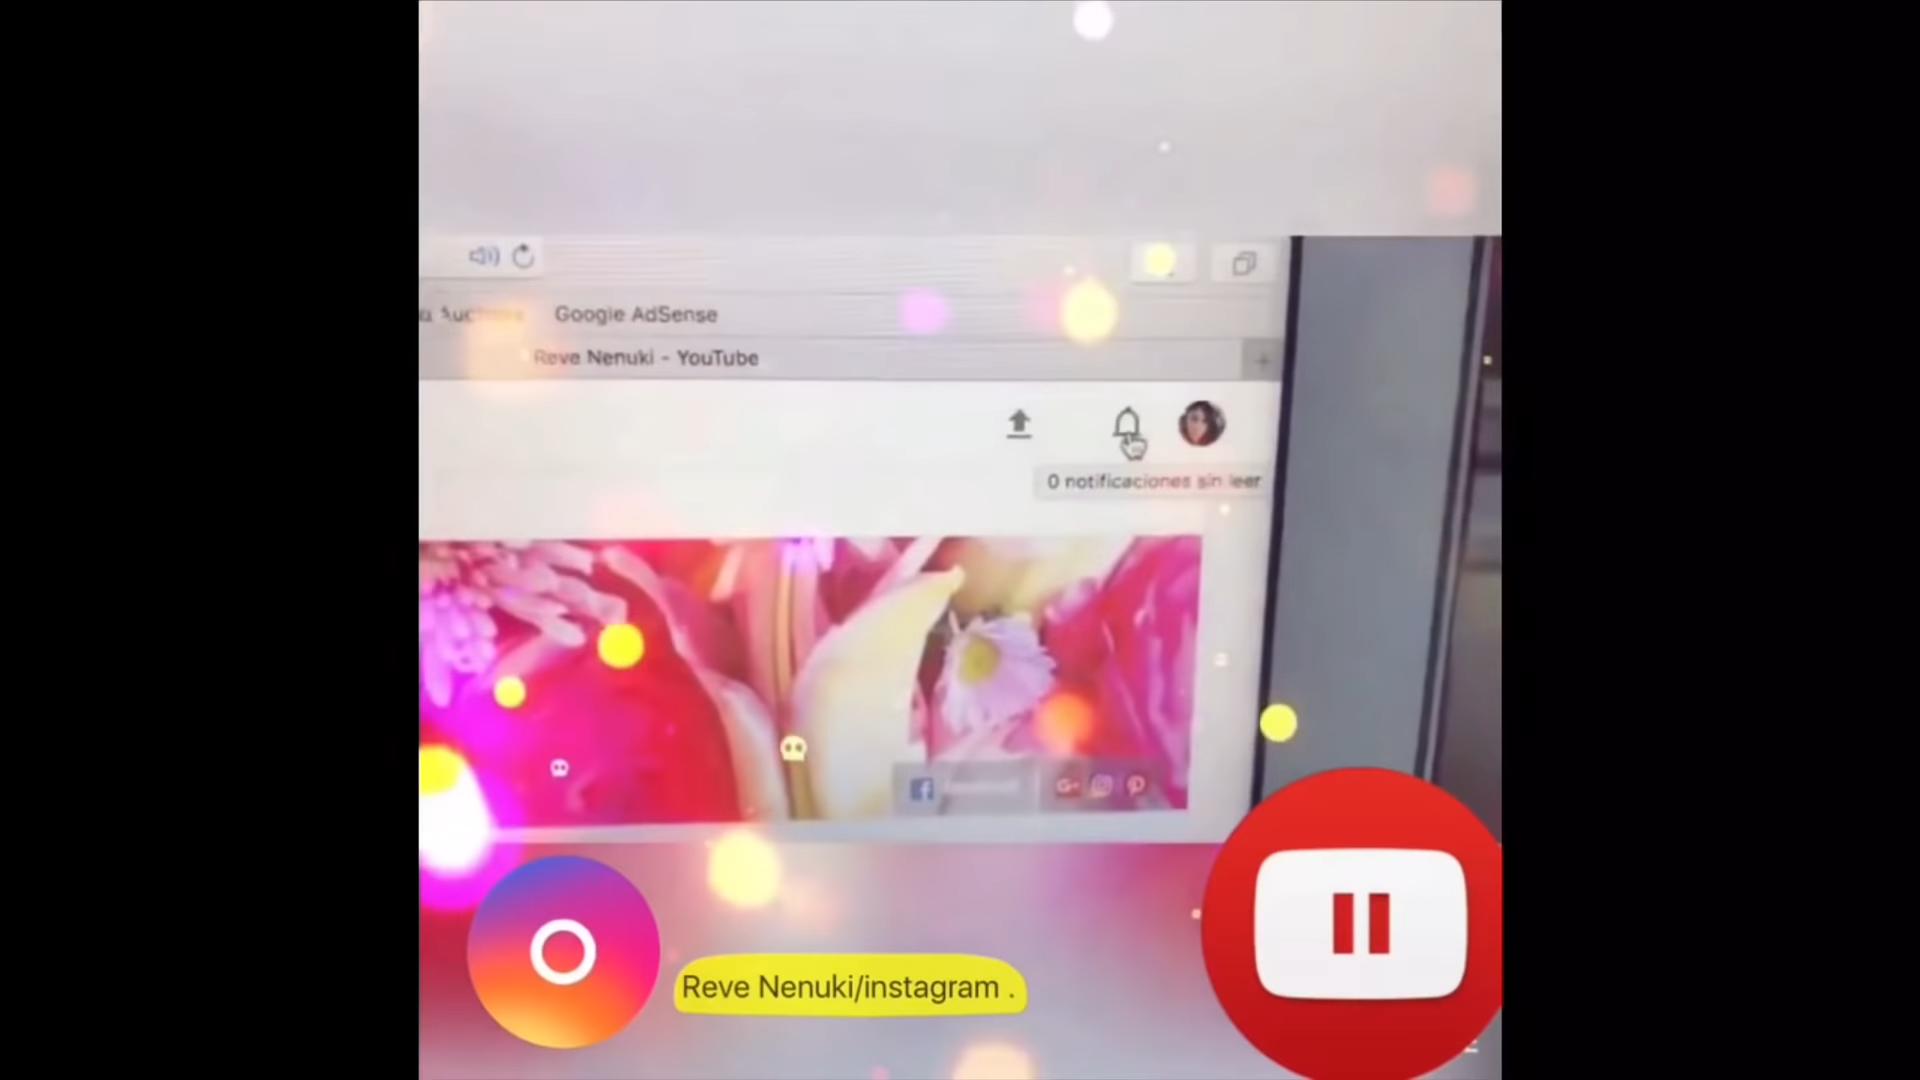 Google AdSense
Reve Nenuki - YouTube
0 notificaciones sin leer
Reve Nenuki/instagram .